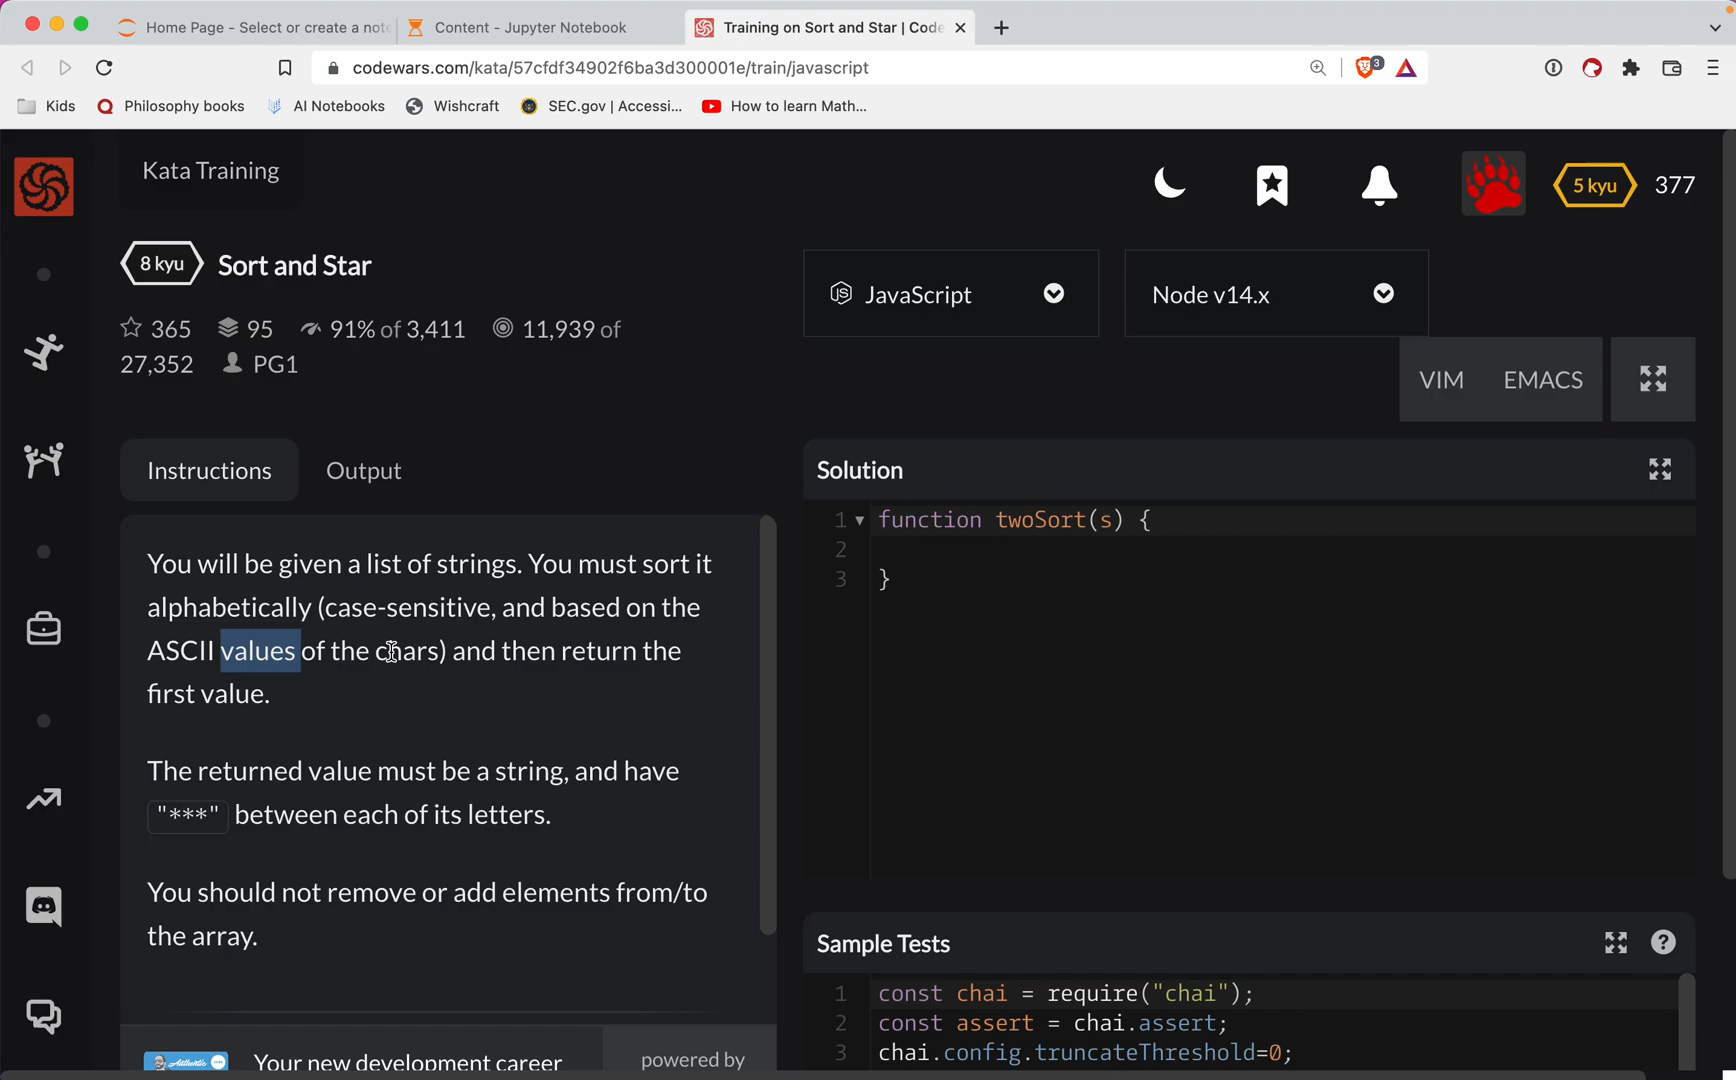 Home Page - Select or create a note
Content - Jupyter Notebook
Training on Sort and Star | Code
codewars.com/kata/57cfdf34902f6ba3d300001e/train/javascript
3
Kids
Philosophy books
AI Notebooks
Wishcraft
SEC.gov | Accessi...
How to learn Math...
Kata Training
5 kyu
377
8 kyu
Sort and Star
JS JavaScript
Node v14.x
365
95
91% of 3,411
11,939 of
27,352
PG1
VIM
EMACS
Instructions
Output
Solution
You will be given a list of strings. You must sort it
alphabetically (case-sensitive, and based on the
ASCII values of the chars) and then return the
first value.
The returned value must be a string, and have
"***" between each of its letters.
You should not remove or add elements from/to
the array.
Your new development career
powered by
1 function twoSort(s) {
2
3 }
Sample Tests
?
1 const chai = require("chai");
2 const assert = chai.assert;
3 chai.config.truncateThreshold=0;